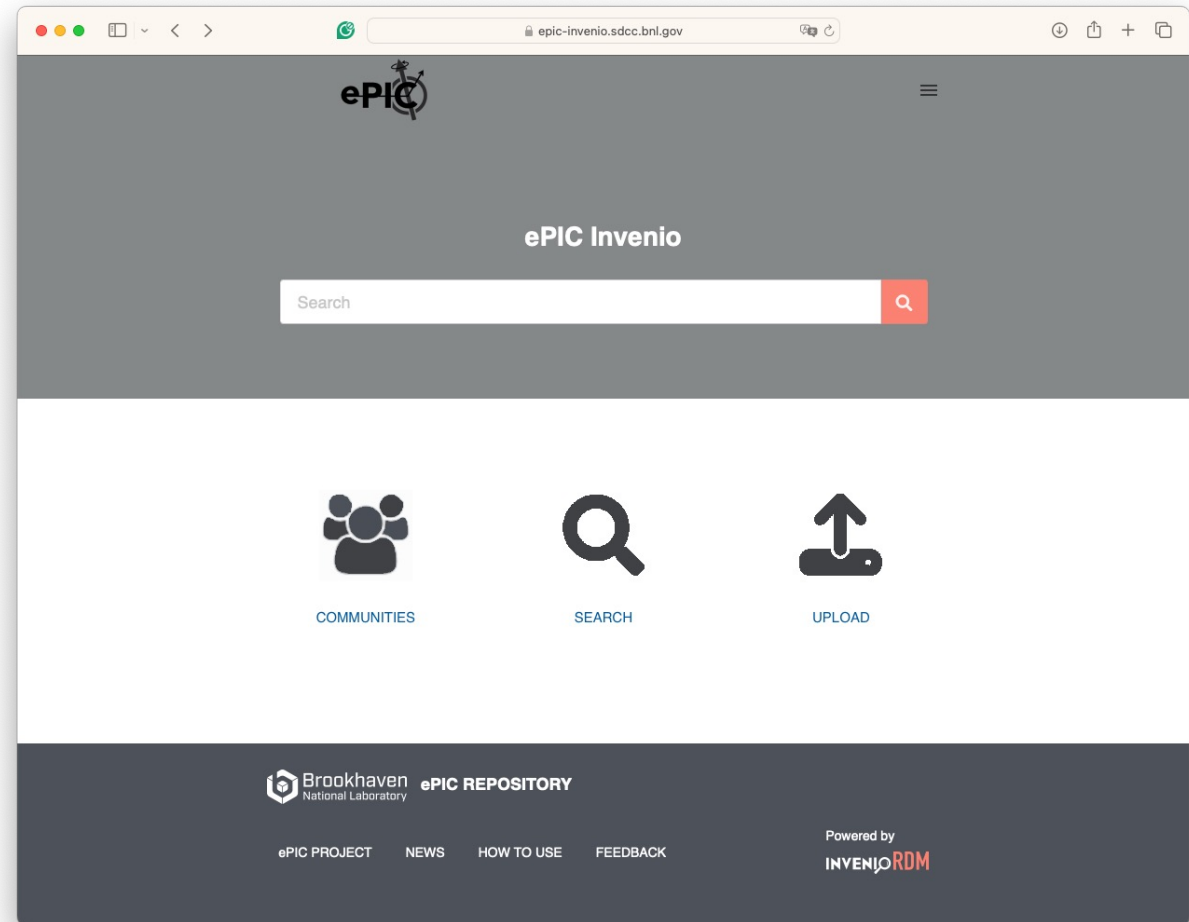 epic-invenio.sdcc.bnl.gov
ePIC
ePIC Invenio
Search
COMMUNITIES
SEARCH
UPLOAD
Brookhaven
National Laboratory
ePIC REPOSITORY
ePIC PROJECT
NEWS
HOW TO USE
FEEDBACK
Powered by
INVENIORDM